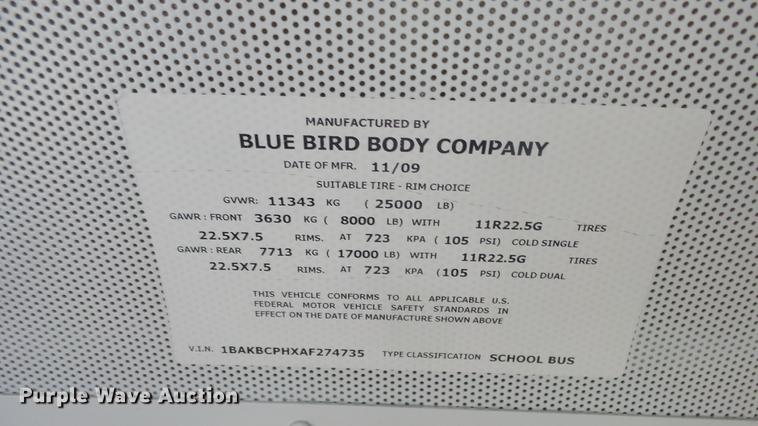 MANUFACTURED BY
BLUE BIRD BODY COMPANY
DATE OF MFR. 11/09
SUITABLE TIRE - RIM CHOICE
GVWR: 11343 KG ( 25000 LB)
GAWR : FRONT 3630 KG ( 8000 LB) WITH 11R22.5G TIRES
22.5X7.5 RIMS. AT 723 KPA ( 105 PSI) COLD SINGLE
GAWR : REAR 7713 KG ( 17000 LB) WITH 11R22.5G TIRES
22.5X7.5 RIMS. AT 723 KPA (105 PSI) COLD DUAL
THIS VEHICLE CONFORMS TO ALL APPLICABLE U.S.
FEDERAL MOTOR VEHICLE SAFETY STANDARDS IN
EFFECT ON THE DATE OF MANUFACTURE SHOWN ABOVE
V.I.N. 1BAKBCPHXAF274735 TYPE CLASSIFICATION SCHOOL BUS
Purple Wave Auction